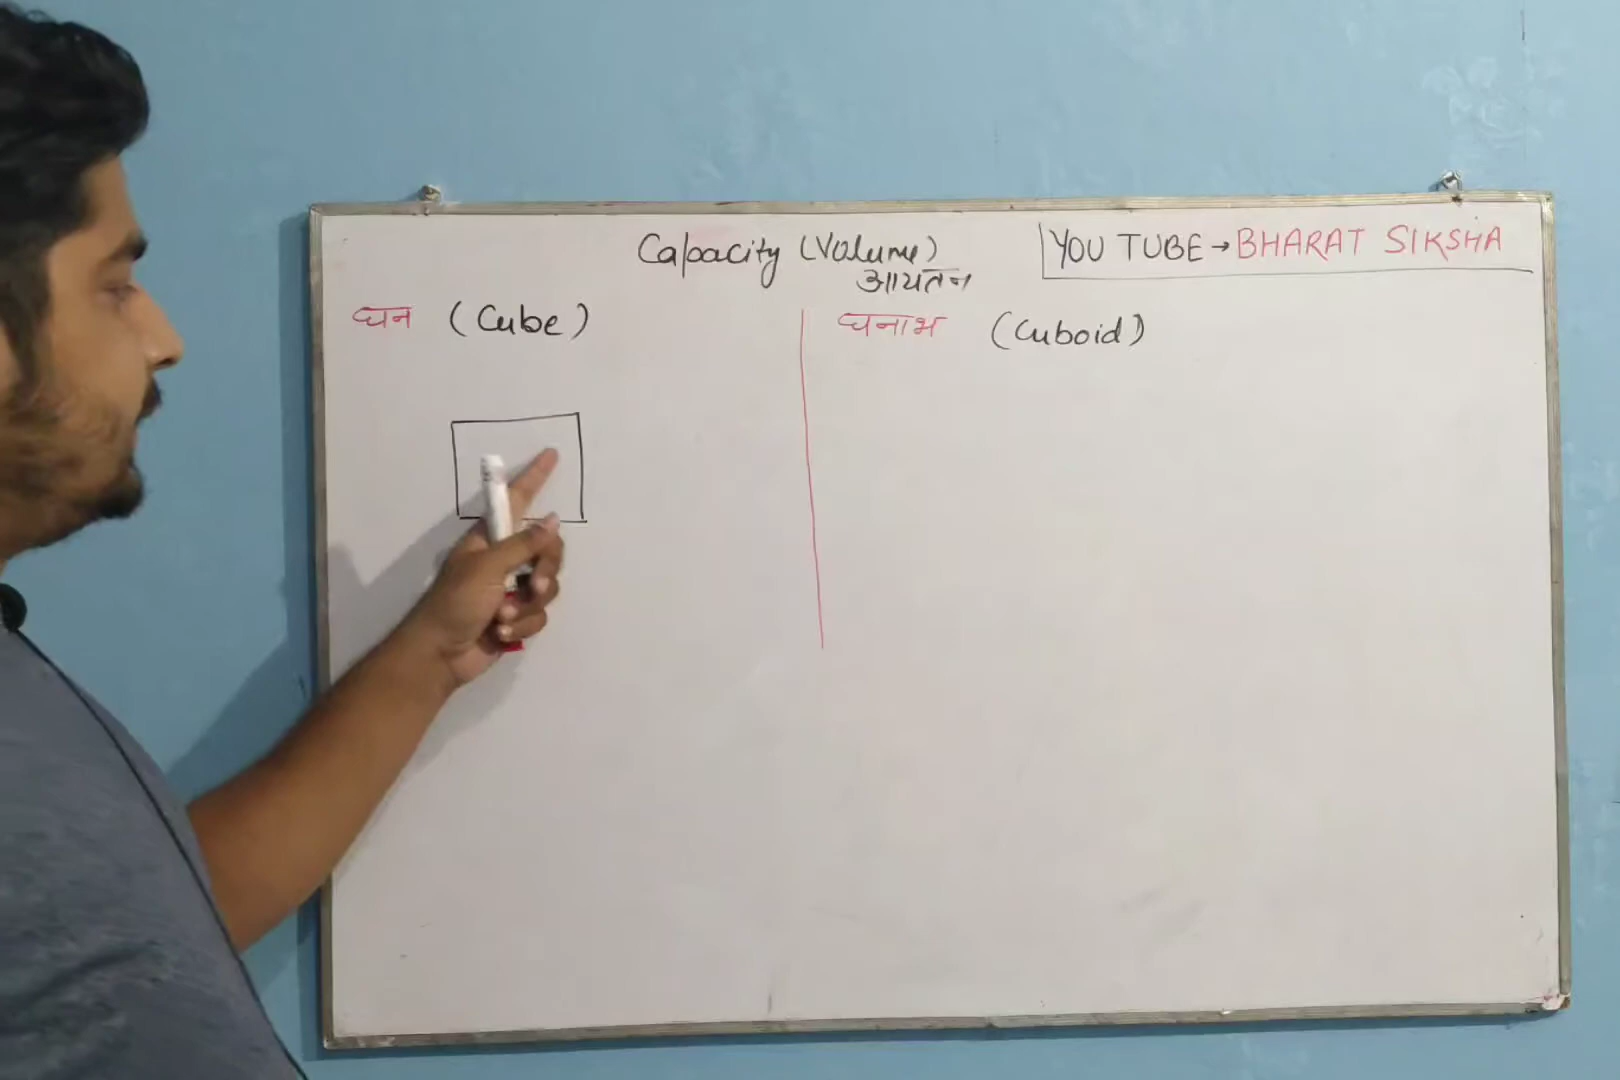 Capacity (Volume)
आयतन
YOU TUBE → BHARAT SIKSHA
घन (Cube)
घनाभ (Cuboid)